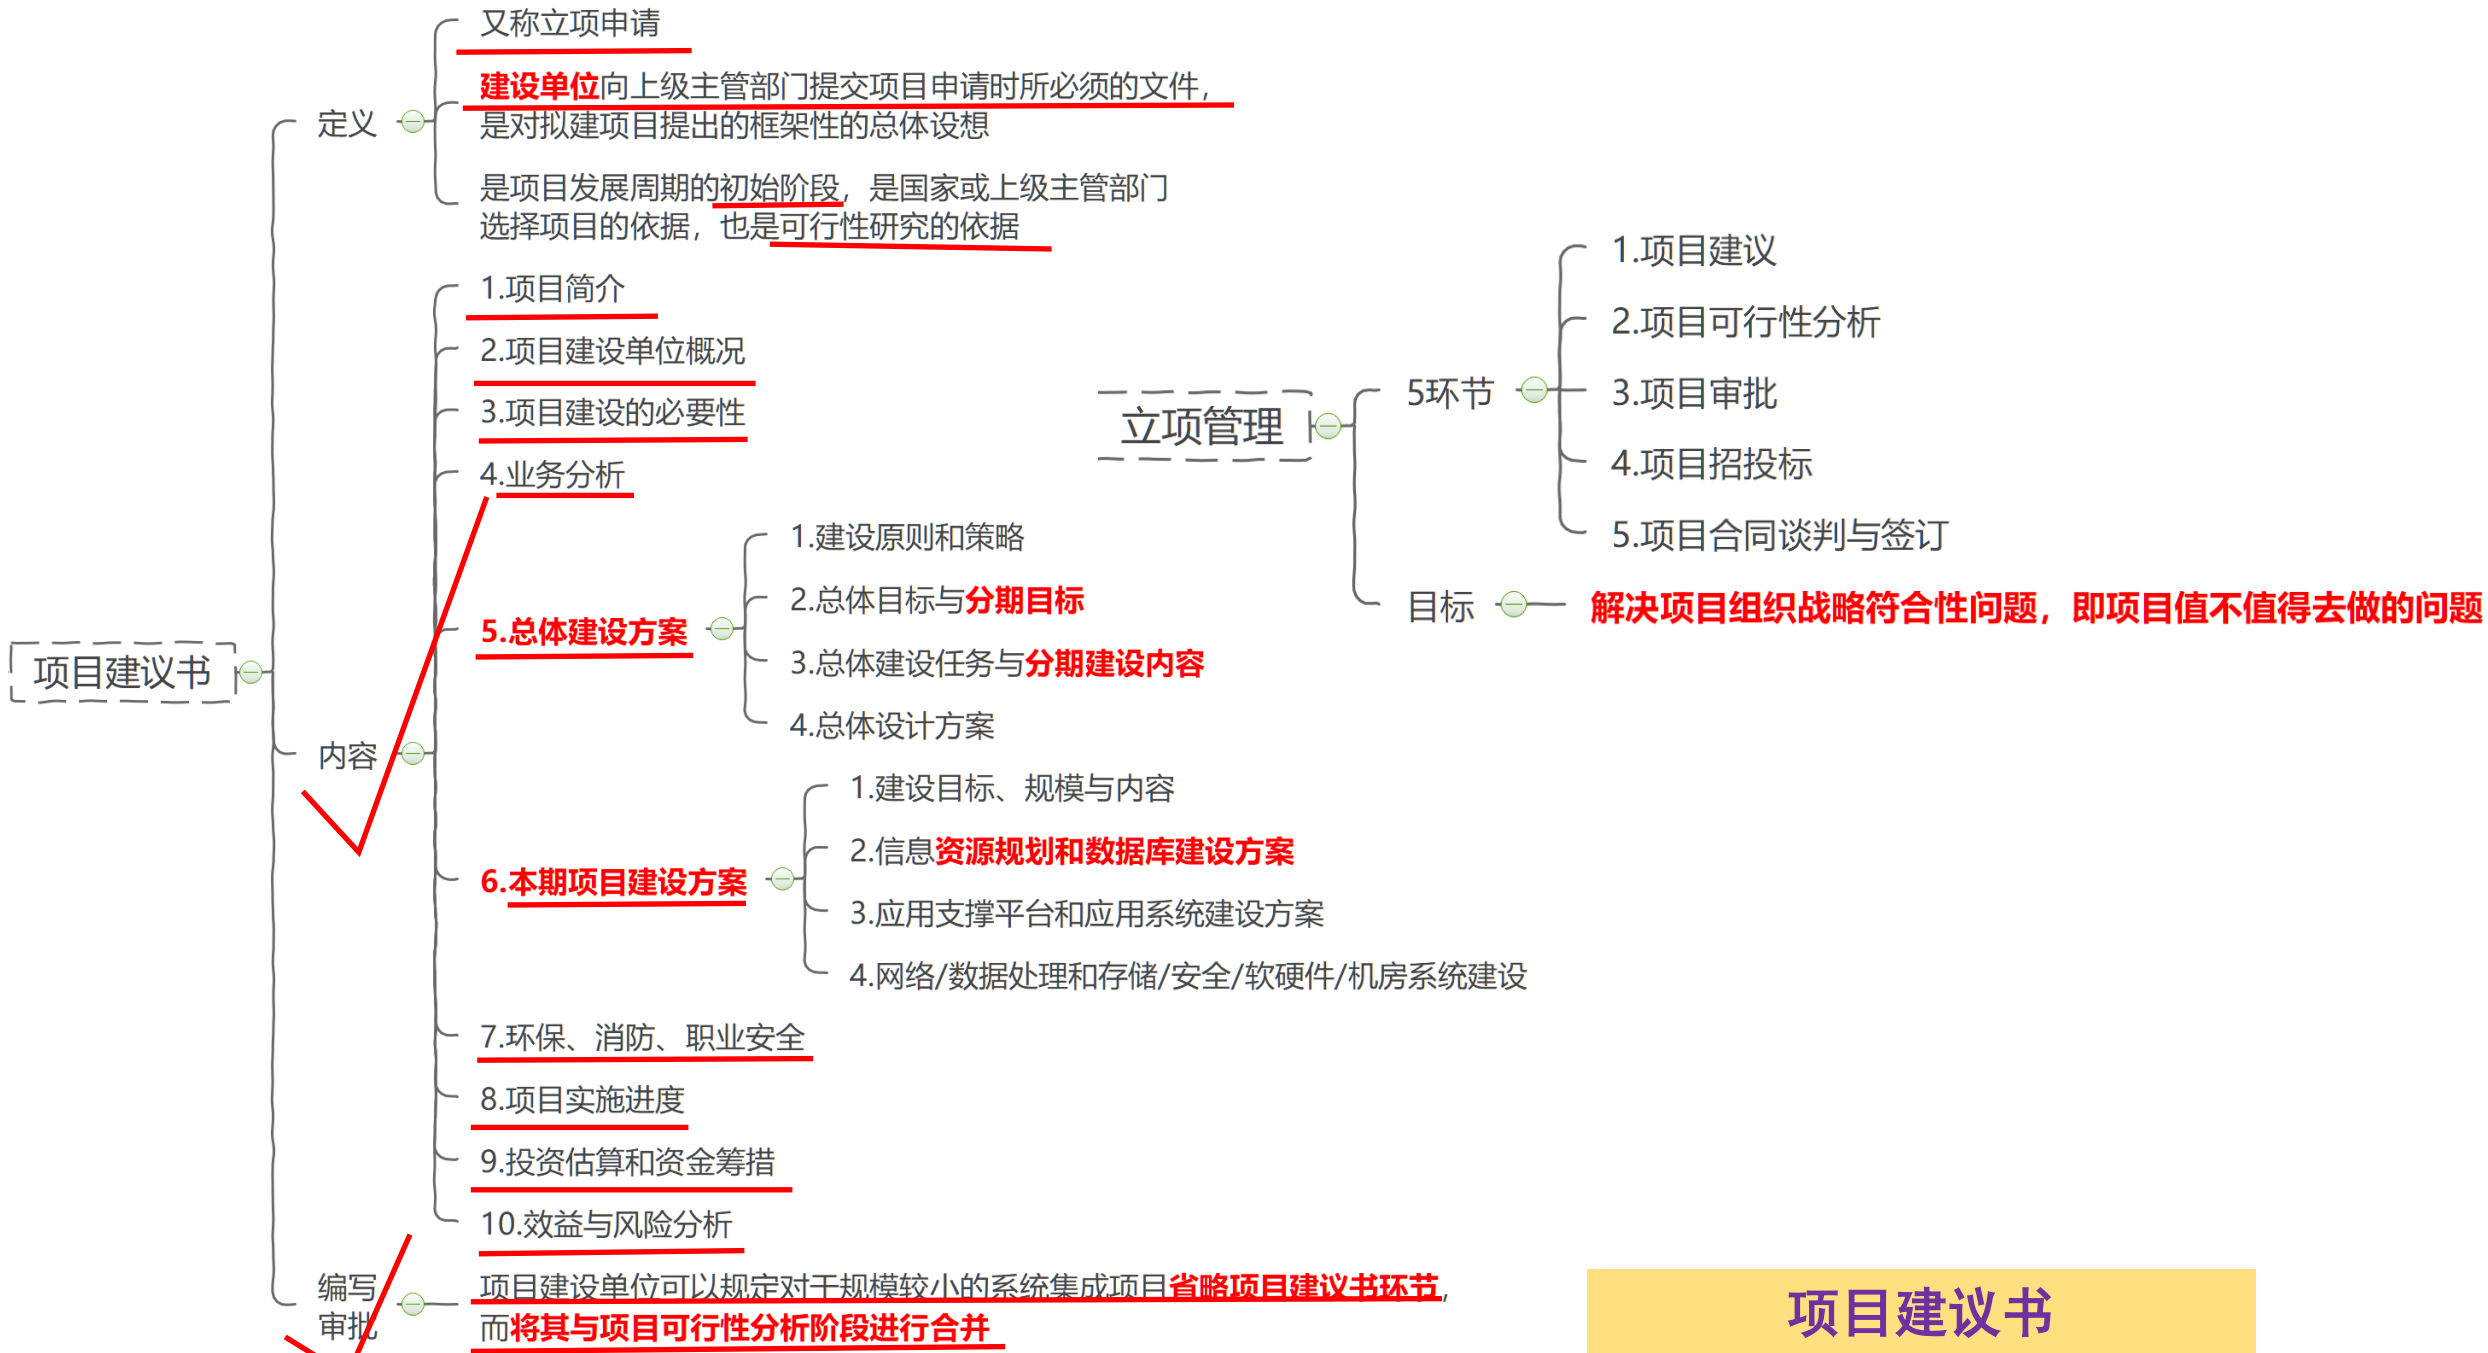 又称立项申请
建设单位向上级主管部门提交项目申请时所必须的文件，
是对拟建项目提出的框架性的总体设想
定义
是项目发展周期的初始阶段，是国家或上级主管部门
选择项目的依据，也是可行性研究的依据
1.项目简介
2.项目建设单位概况
3.项目建设的必要性
4.业务分析
1.建设原则和策略
2.总体目标与分期目标
5.总体建设方案
3.总体建设任务与分期建设内容
4.总体设计方案
项目建议书
内容
1.建设目标、规模与内容
2.信息资源规划和数据库建设方案
6.本期项目建设方案
3.应用支撑平台和应用系统建设方案
4.网络/数据处理和存储/安全/软硬件/机房系统建设
7.环保、消防、职业安全
8.项目实施进度
9.投资估算和资金筹措
10.效益与风险分析
编写
审批
项目建设单位可以规定对于规模较小的系统集成项目省略项目建议书环节，
而将其与项目可行性分析阶段进行合并
立项管理
5环节
1.项目建议
2.项目可行性分析
3.项目审批
4.项目招投标
5.项目合同谈判与签订
目标
解决项目组织战略符合性问题，即项目值不值得去做的问题
项目建议书